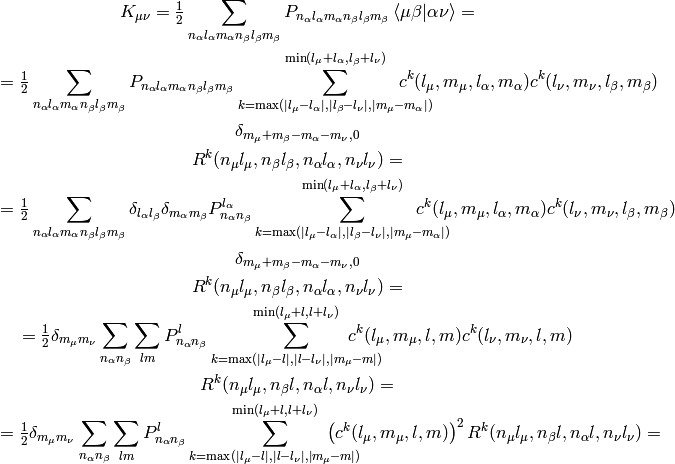 K_{\mu\nu} = \frac{1}{2} \sum_{n_\alpha l_\alpha m_\alpha n_\beta l_\beta m_\beta} P_{n_\alpha l_\alpha m_\alpha n_\beta l_\beta m_\beta} \langle \mu\beta | \alpha\nu \rangle =
= \frac{1}{2} \sum_{n_\alpha l_\alpha m_\alpha n_\beta l_\beta m_\beta} P_{n_\alpha l_\alpha m_\alpha n_\beta l_\beta m_\beta} \sum_{k=\max(|l_\mu-l_\alpha|,|l_\beta-l_\nu|,|m_\mu-m_\alpha|)}^{\min(l_\mu+l_\alpha,l_\beta+l_\nu)} c^k(l_\mu, m_\mu, l_\alpha, m_\alpha) c^k(l_\nu, m_\nu, l_\beta, m_\beta)
\delta_{m_\mu+m_\beta-m_\alpha-m_\nu,0}
R^k(n_\mu l_\mu, n_\beta l_\beta, n_\alpha l_\alpha, n_\nu l_\nu) =
= \frac{1}{2} \sum_{n_\alpha l_\alpha m_\alpha n_\beta l_\beta m_\beta} \delta_{l_\alpha l_\beta} \delta_{m_\alpha m_\beta} P^{l_\alpha}_{n_\alpha n_\beta} \sum_{k=\max(|l_\mu-l_\alpha|,|l_\beta-l_\nu|,|m_\mu-m_\alpha|)}^{\min(l_\mu+l_\alpha,l_\beta+l_\nu)} c^k(l_\mu, m_\mu, l_\alpha, m_\alpha) c^k(l_\nu, m_\nu, l_\beta, m_\beta)
\delta_{m_\mu+m_\beta-m_\alpha-m_\nu,0}
R^k(n_\mu l_\mu, n_\beta l_\beta, n_\alpha l_\alpha, n_\nu l_\nu) =
= \frac{1}{2} \delta_{m_\mu m_\nu} \sum_{n_\alpha n_\beta} \sum_{lm} P^l_{n_\alpha n_\beta} \sum_{k=\max(|l_\mu-l|,|l-l_\nu|,|m_\mu-m|)}^{\min(l_\mu+l,l+l_\nu)} c^k(l_\mu, m_\mu, l, m) c^k(l_\nu, m_\nu, l, m)
R^k(n_\mu l_\mu, n_\beta l, n_\alpha l, n_\nu l_\nu) =
= \frac{1}{2} \delta_{m_\mu m_\nu} \sum_{n_\alpha n_\beta} \sum_{lm} P^l_{n_\alpha n_\beta} \sum_{k=\max(|l_\mu-l|,|l-l_\nu|,|m_\mu-m|)}^{\min(l_\mu+l,l+l_\nu)} \left( c^k(l_\mu, m_\mu, l, m) \right)^2 R^k(n_\mu l_\mu, n_\beta l, n_\alpha l, n_\nu l_\nu) =